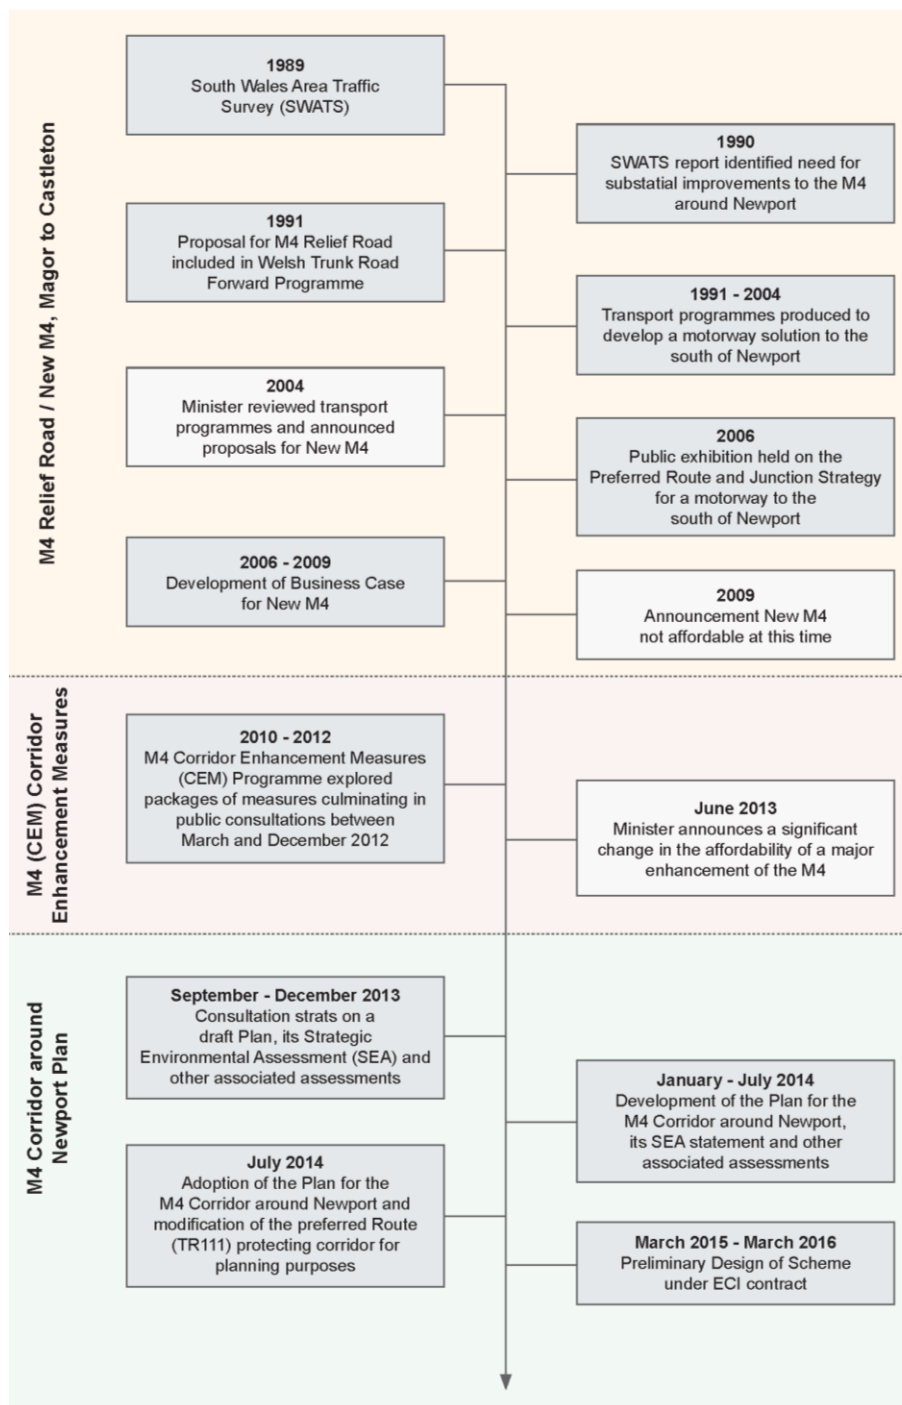 M4 Relief Road / New M4, Magor to Castleton
1989
South Wales Area Traffic
Survey (SWATS)
1990
SWATS report identified need for
substatial improvements to the M4
around Newport
1991
Proposal for M4 Relief Road
included in Welsh Trunk Road
Forward Programme
1991 - 2004
Transport programmes produced to
develop a motorway solution to the
south of Newport
2004
Minister reviewed transport
programmes and announced
proposals for New M4
2006
Public exhibition held on the
Preferred Route and Junction Strategy
for a motorway to the
south of Newport
2006 - 2009
Development of Business Case
for New M4
2009
Announcement New M4
not affordable at this time
M4 (CEM) Corridor
Enhancement Measures
2010 - 2012
M4 Corridor Enhancement Measures
(CEM) Programme explored
packages of measures culminating in
public consultations between
March and December 2012
June 2013
Minister announces a significant
change in the affordability of a major
enhancement of the M4
M4 Corridor around
Newport Plan
September - December 2013
Consultation strats on a
draft Plan, its Strategic
Environmental Assessment (SEA) and
other associated assessments
January - July 2014
Development of the Plan for the
M4 Corridor around Newport,
its SEA statement and other
associated assessments
July 2014
Adoption of the Plan for the
M4 Corridor around Newport and
modification of the preferred Route
(TR111) protecting corridor for
planning purposes
March 2015 - March 2016
Preliminary Design of Scheme
under ECI contract